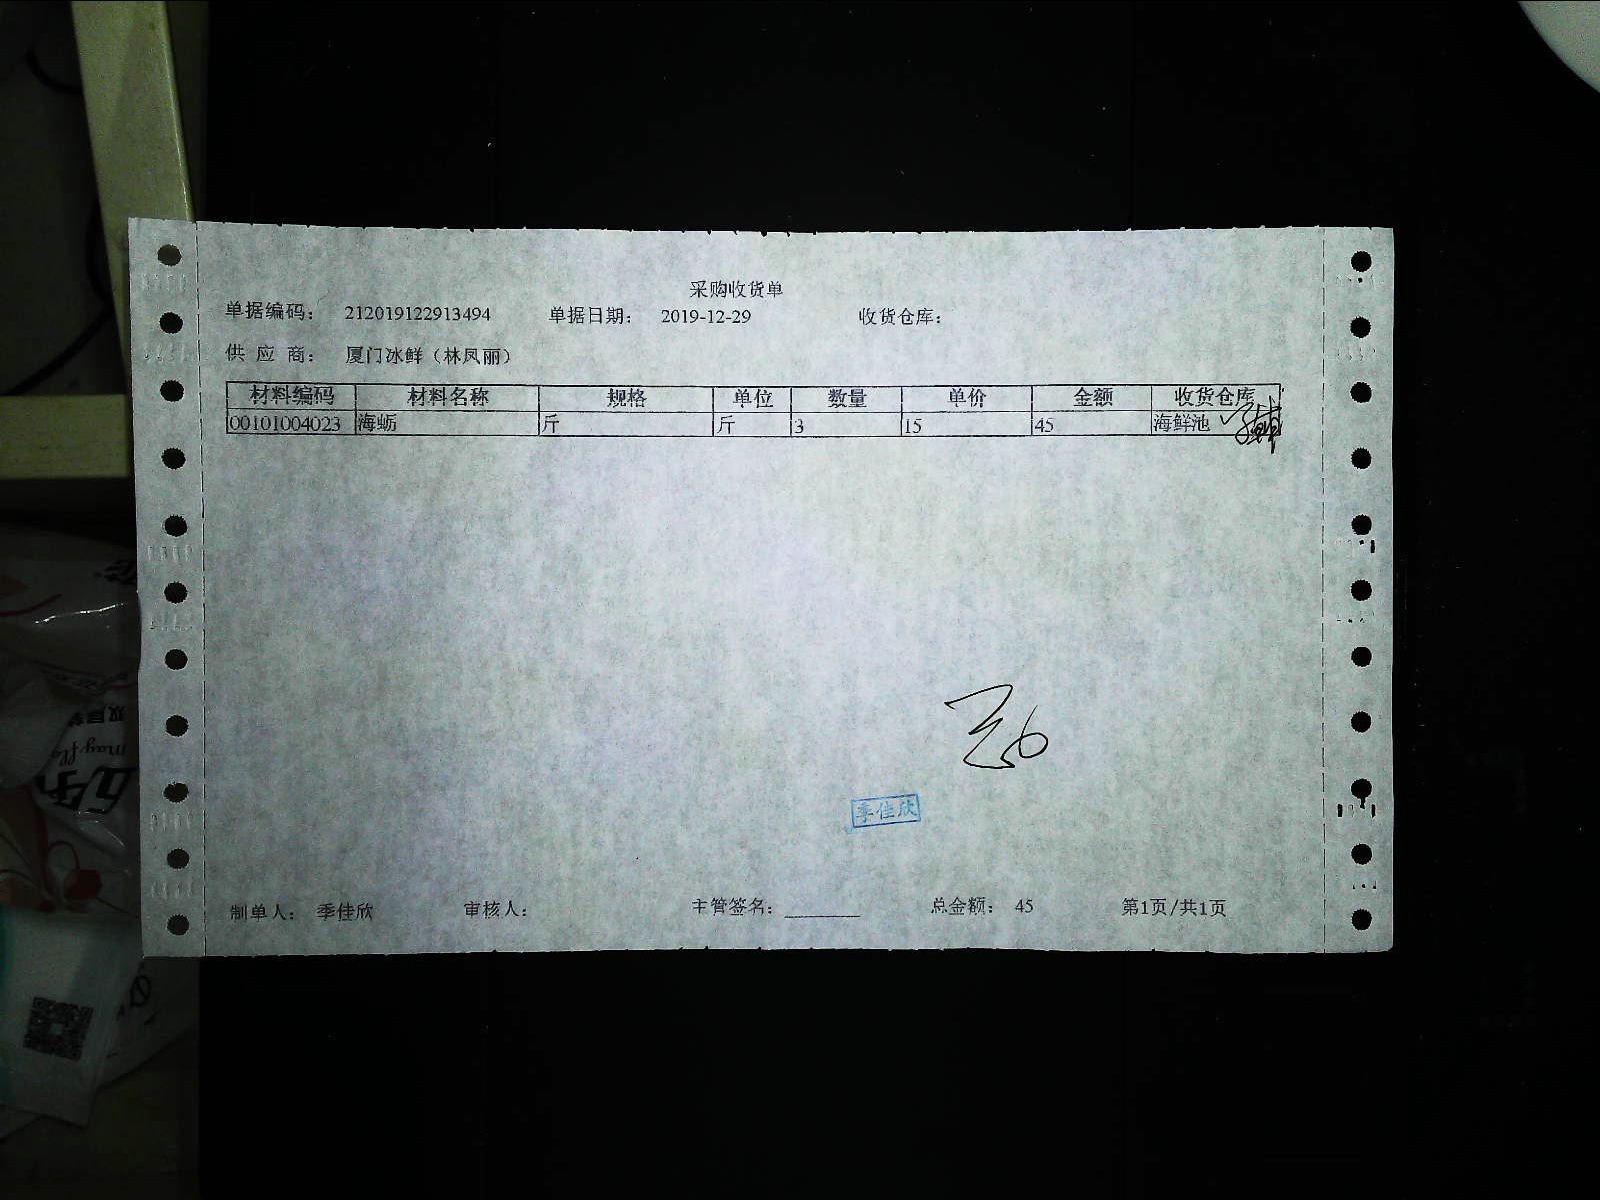 采购收货单
单据编码： 212019122913494 单据日期： 2019-12-29 收货仓库：
供 应 商： 厦门冰鲜（林凤丽）
材料编码 材料名称 规格 单位 数量 单价 金额 收货仓库
00101004023 海蛎 斤 斤 3 15 45 海鲜池
季佳欣
制单人： 季佳欣 审核人： 主管签名： 总金额： 45 第1页/共1页